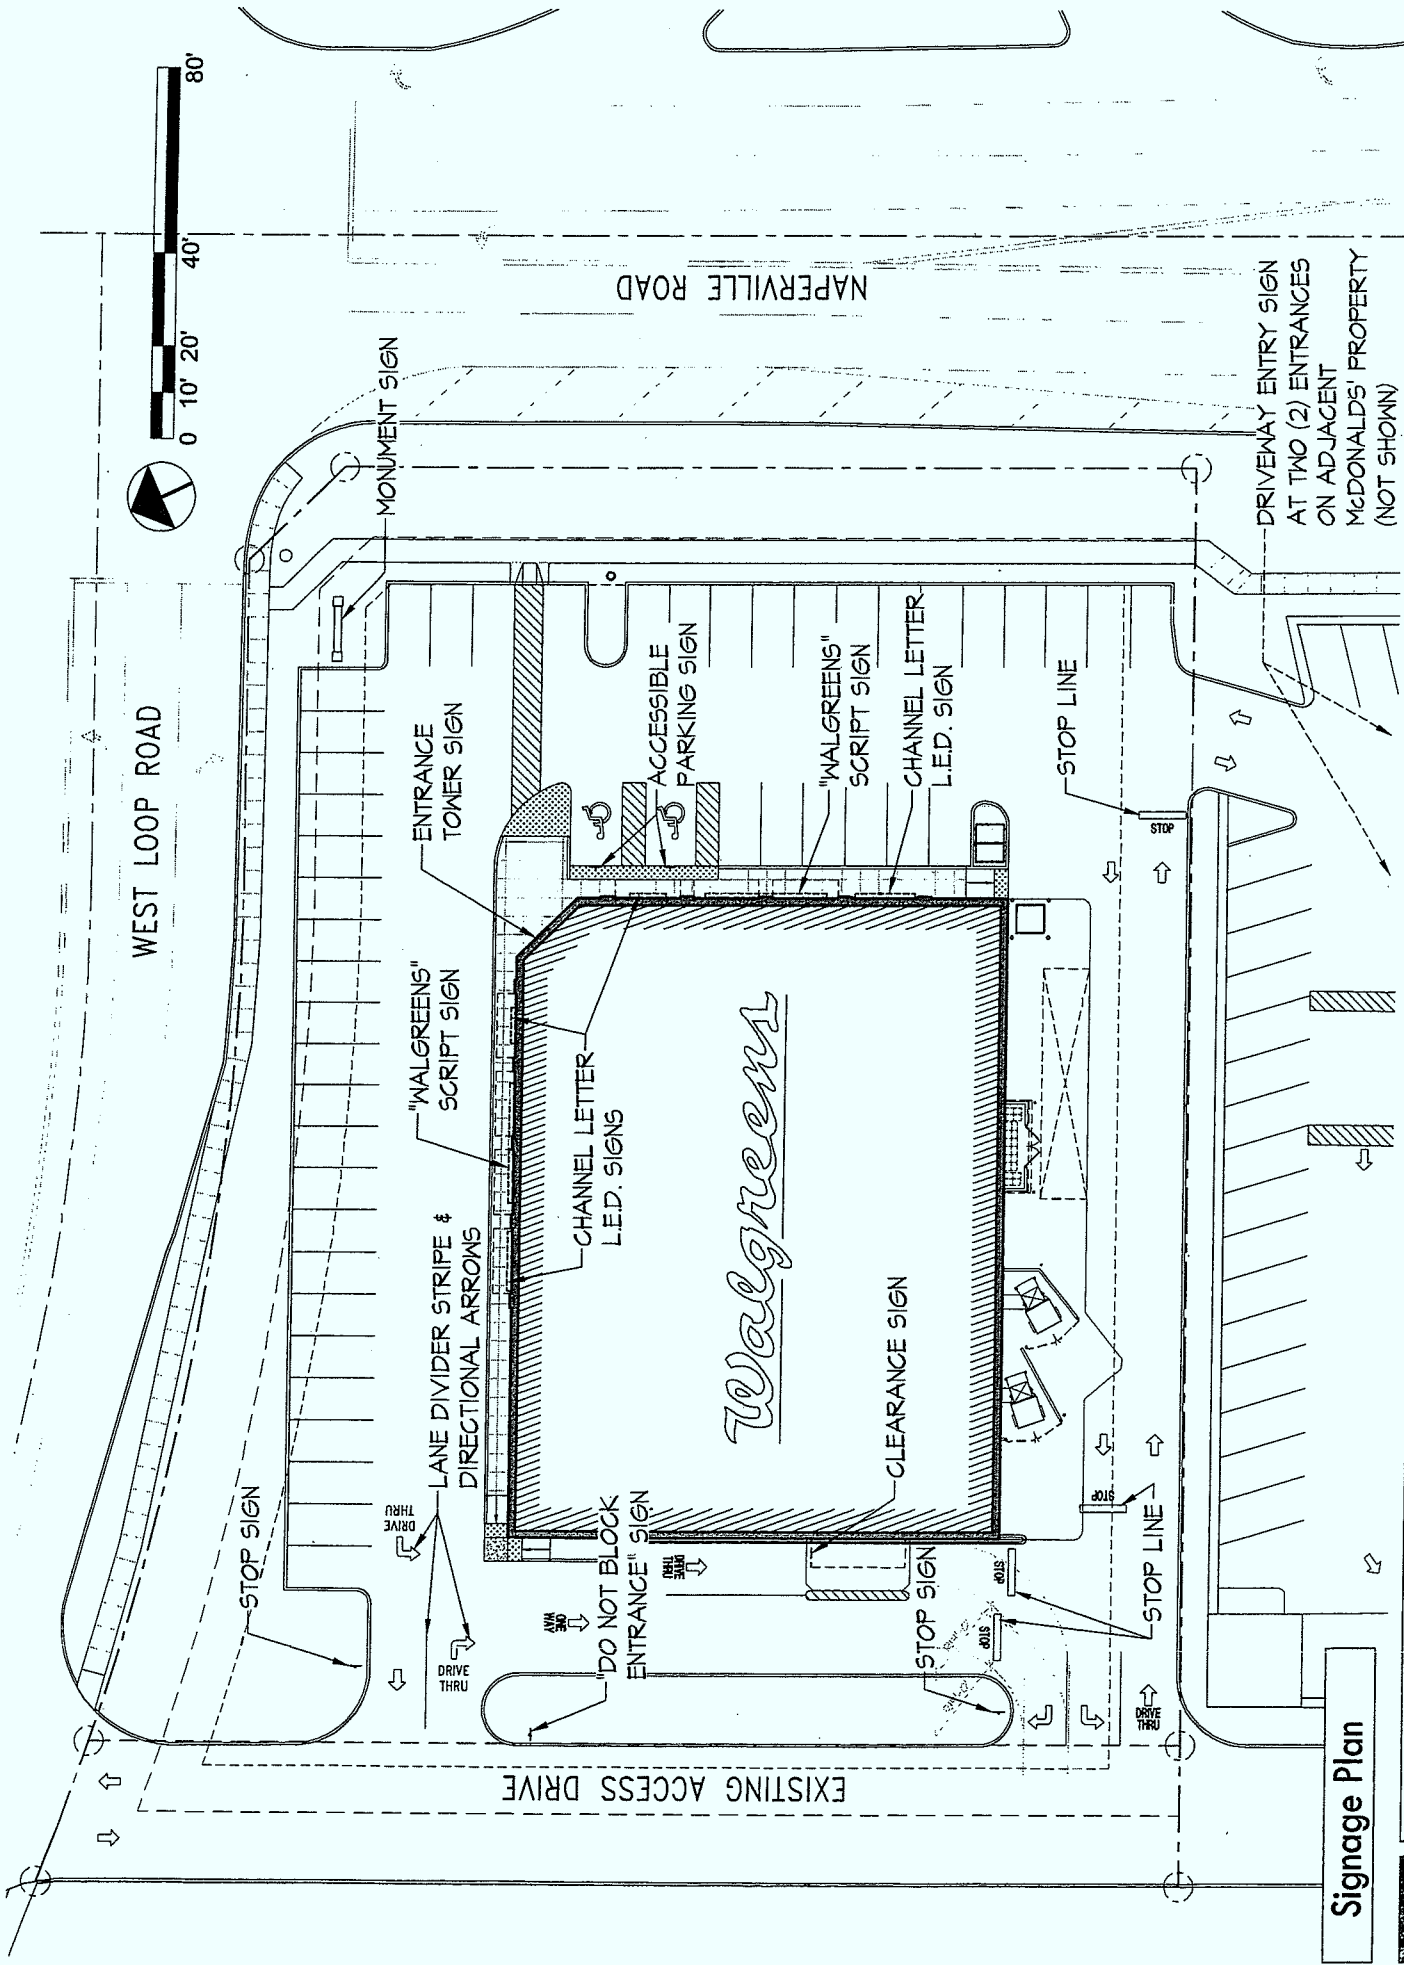 WEST LOOP ROAD
0 10' 20' 40' 80'
MONUMENT SIGN
NAPERVILLE ROAD
STOP SIGN
LANE DIVIDER STRIPE &
DIRECTIONAL ARROWS
"WALGREENS"
SCRIPT SIGN
ENTRANCE
TOWER SIGN
ACCESSIBLE
PARKING SIGN
"WALGREENS"
SCRIPT SIGN
CHANNEL LETTER
L.E.D. SIGN
CHANNEL LETTER
L.E.D. SIGNS
DRIVE
THRU
DRIVE
THRU
ONE
WAY
DRIVE
THRU
"DO NOT BLOCK
ENTRANCE" SIGN
Walgreens
CLEARANCE SIGN
STOP SIGN
STOP
STOP
STOP
STOP LINE
STOP LINE
STOP
DRIVE
THRU
EXISTING ACCESS DRIVE
DRIVEWAY ENTRY SIGN
AT TWO (2) ENTRANCES
ON ADJACENT
McDONALDS' PROPERTY
(NOT SHOWN)
Signage Plan